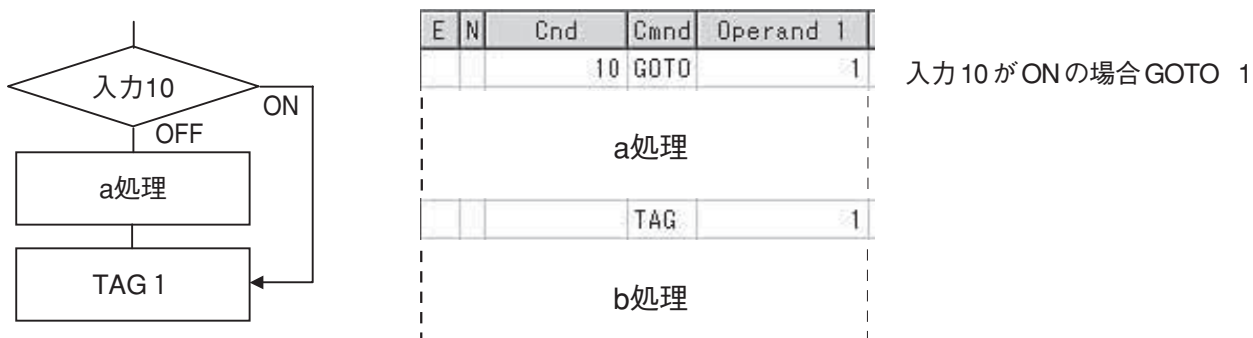 入力10
ON
OFF
a処理
TAG 1
E N Cnd Cmnd Operand 1
10 GOTO 1
a処理
TAG 1
b処理
入力10がONの場合GOTO 1